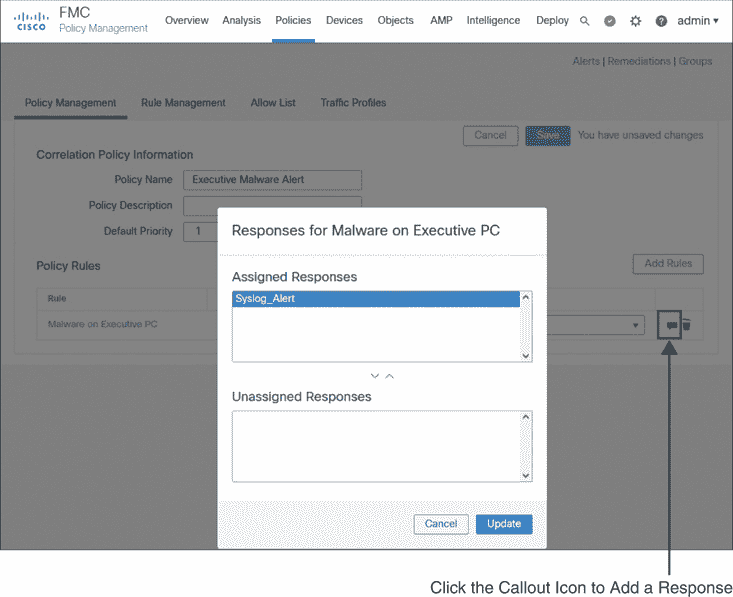 CISCO
FMC
Policy Management
Overview Analysis Policies Devices Objects AMP Intelligence Deploy admin
Alerts | Remediations | Groups
Policy Management Rule Management Allow List Traffic Profiles
Cancel Save You have unsaved changes
Correlation Policy Information
Policy Name Executive Malware Alert
Policy Description
Default Priority 1
Policy Rules
Add Rules
Rule
Malware on Executive PC
Responses for Malware on Executive PC
Assigned Responses
Syslog_Alert
Unassigned Responses
Cancel Update
Click the Callout Icon to Add a Response